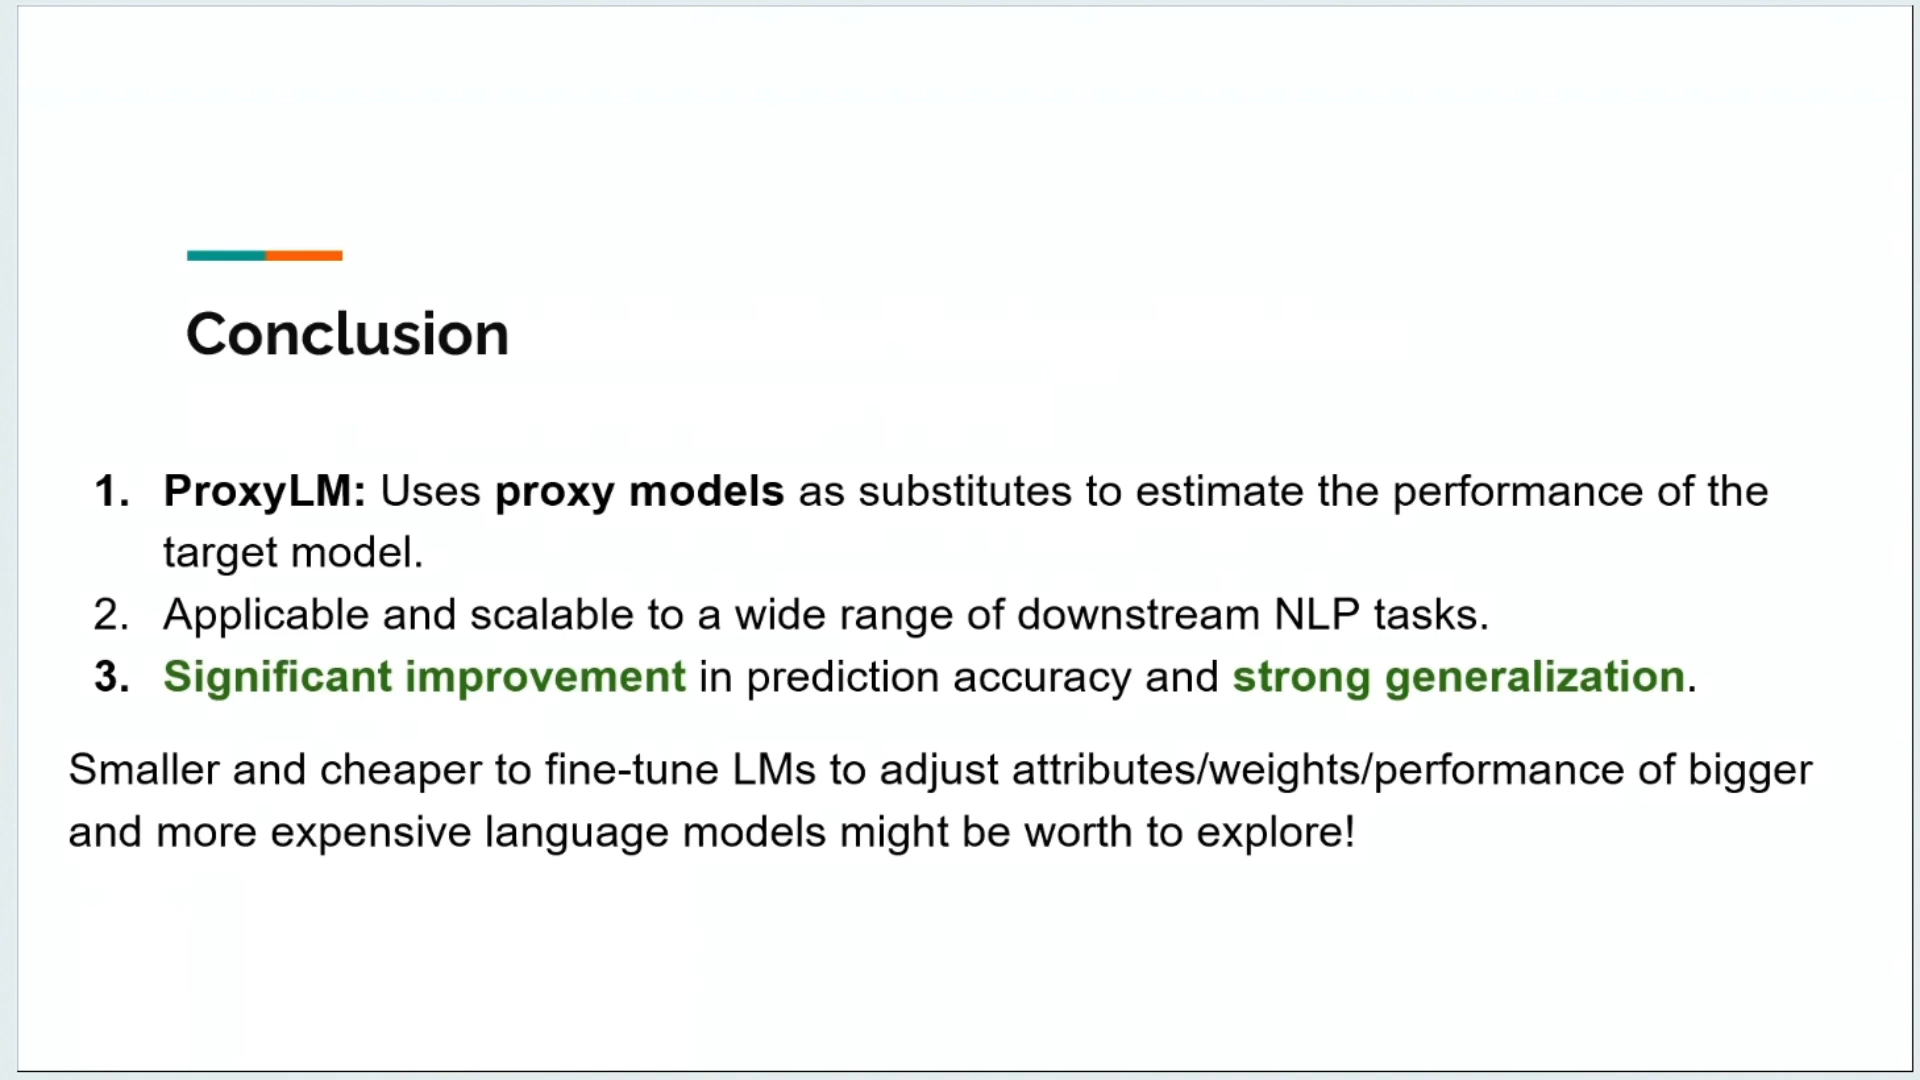 Conclusion
1. ProxyLM: Uses proxy models as substitutes to estimate the performance of the
target model.
2. Applicable and scalable to a wide range of downstream NLP tasks.
3. Significant improvement in prediction accuracy and strong generalization.
Smaller and cheaper to fine-tune LMs to adjust attributes/weights/performance of bigger
and more expensive language models might be worth to explore!